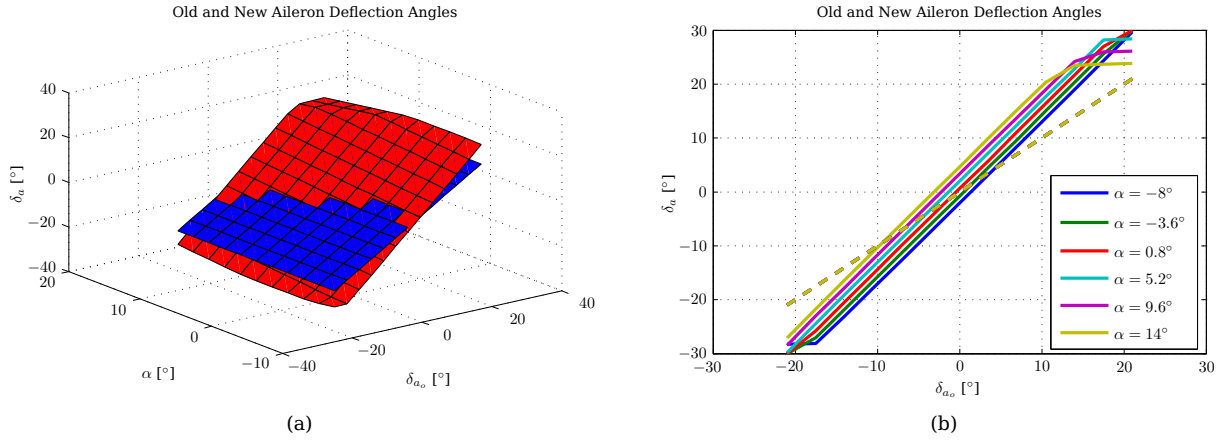 Old and New Aileron Deflection Angles
40
20
0
−20
−40
δₐ [°]
20
10
0
−10
α [°]
−40
−20
0
20
40
δₐₒ [°]
(a)
Old and New Aileron Deflection Angles
30
20
10
0
−10
−20
−30
δₐ
−30
−20
−10
0
10
20
30
δₐₒ [°]
α = −8°
α = −3.6°
α = 0.8°
α = 5.2°
α = 9.6°
α = 14°
(b)